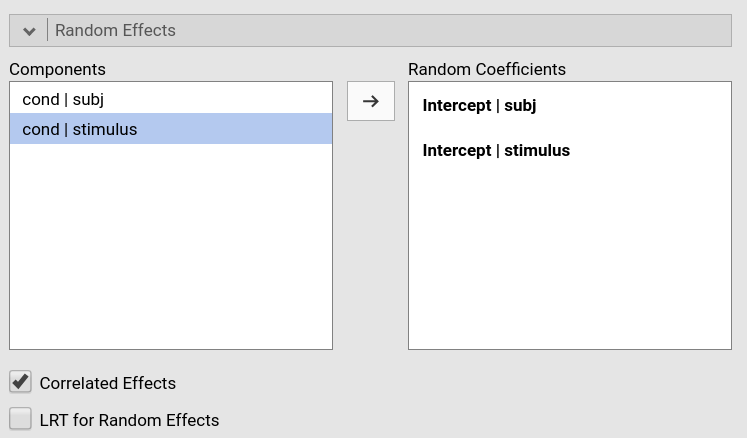 Random Effects
Components
Random Coefficients
cond | subj
cond | stimulus
Intercept | subj
Intercept | stimulus
Correlated Effects
LRT for Random Effects